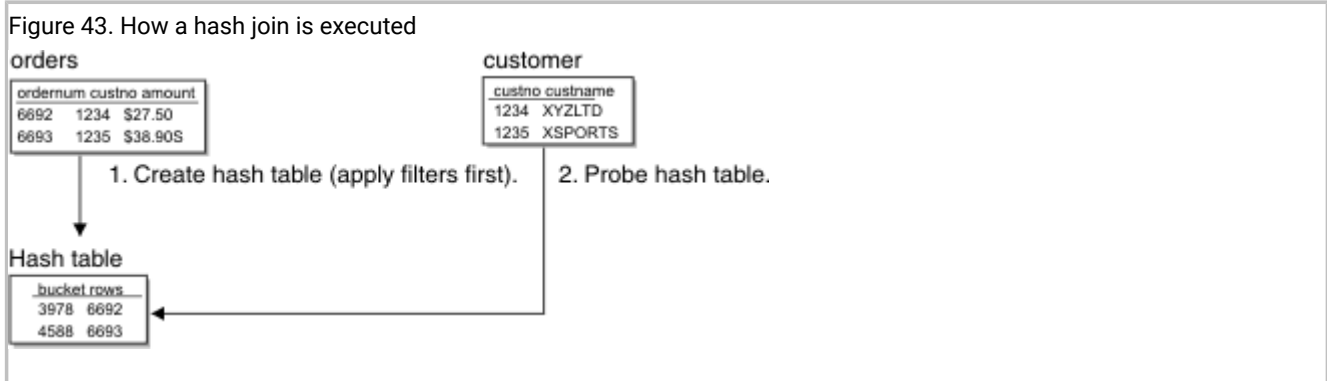 Figure 43. How a hash join is executed
orders
ordernum custno amount
6692 1234 $27.50
6693 1235 $38.90S
customer
custno custname
1234 XYZLTD
1235 XSPORTS
1. Create hash table (apply filters first).
2. Probe hash table.
Hash table
bucket rows
3978 6692
4588 6693